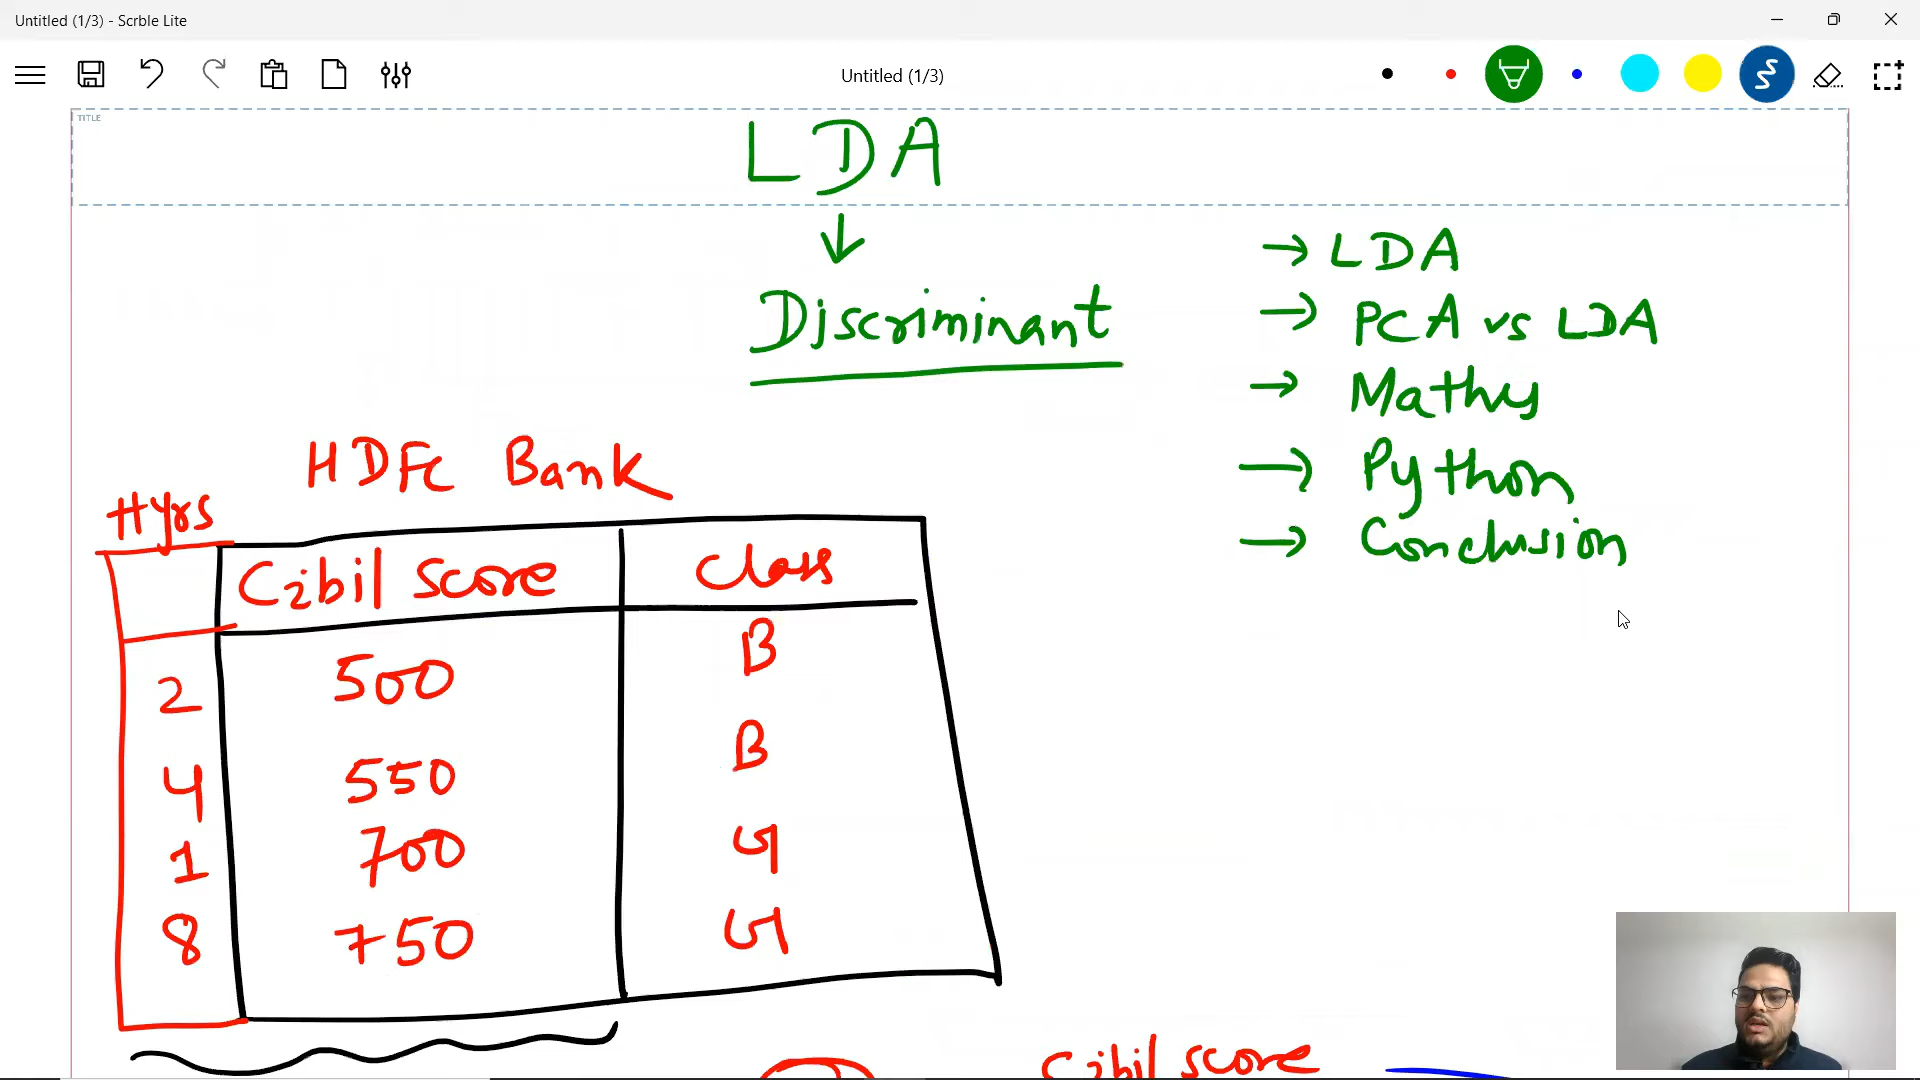 Untitled (1/3) - Scrble Lite
Untitled (1/3)
TITLE
LDA
Discriminant
→ LDA
→ PCA vs LDA
→ Maths
→ Python
→ Conclusion
HDFC Bank
Hyrs
Cibil Score Class
2 500 B
4 550 B
1 700 G
8 750 G
Cibil Score